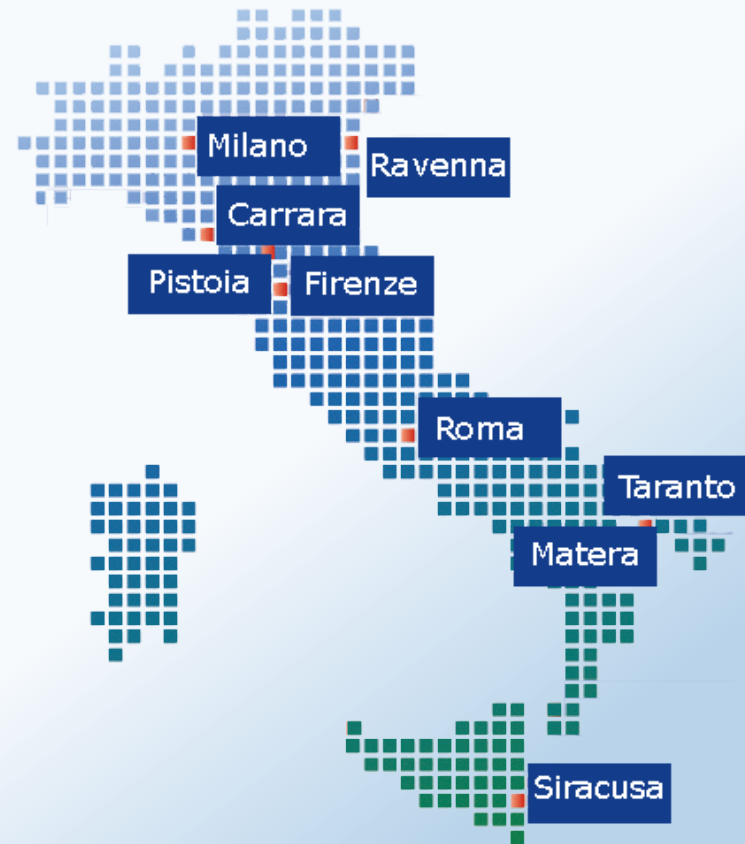 Milano
Ravenna
Carrara
Pistoia
Firenze
Roma
Taranto
Matera
Siracusa